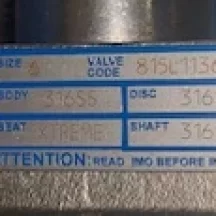 SIZE 6 VALVE CODE 815L1136
BODY 316SS DISC 316
SEAT XTREME SHAFT 316
ATTENTION: READ IMO BEFORE IN